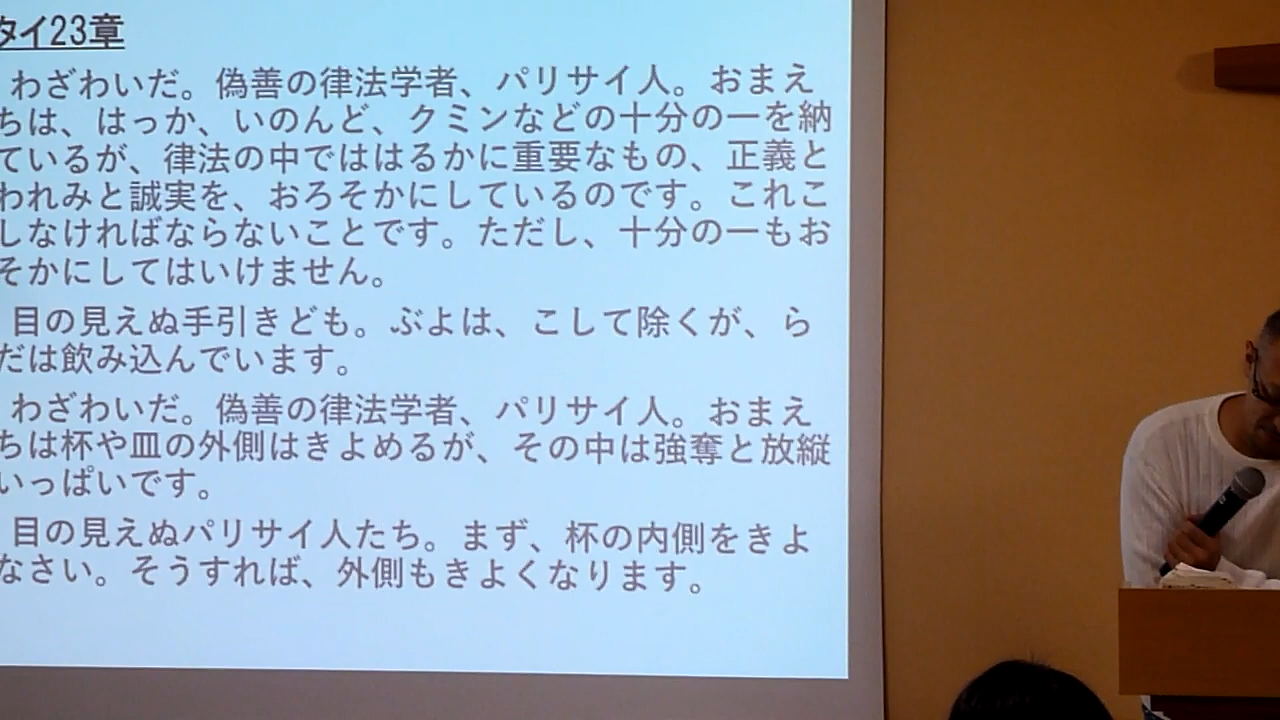 タイ23章
わざわいだ。偽善の律法学者、パリサイ人。おまえ
ちは、はっか、いのんど、クミンなどの十分の一を納
ているが、律法の中でははるかに重要なもの、正義と
われみと誠実を、おろそかにしているのです。これこ
しなければならないことです。ただし、十分の一もお
そかにしてはいけません。
目の見えぬ手引きども。ぶよは、こして除くが、ら
だは飲み込んでいます。
わざわいだ。偽善の律法学者、パリサイ人。おまえ
ちは杯や皿の外側はきよめるが、その中は強奪と放縦
いっぱいです。
目の見えぬパリサイ人たち。まず、杯の内側をきよ
なさい。そうすれば、外側もきよくなります。